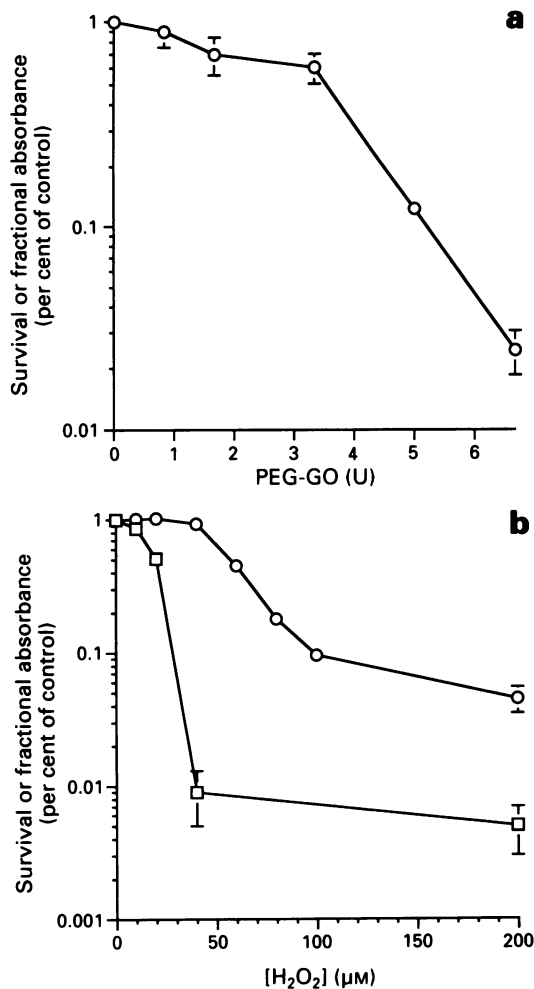 a
Survival or fractional absorbance
(per cent of control)
1
0.1
0.01
0 1 2 3 4 5 6
PEG-GO (U)
b
Survival or fractional absorbance
(per cent of control)
1
0.1
0.01
0.001
0 50 100 150 200
[H₂O₂] (μM)